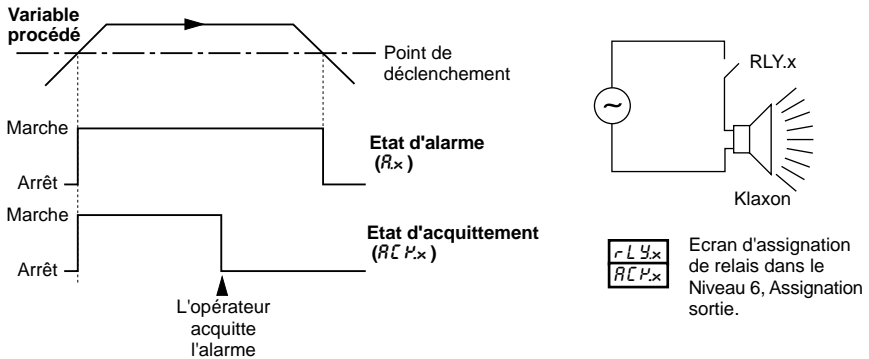 Variable
procédé
Point de
déclenchement
Marche
Arrêt
Etat d'alarme
(A.x)
Marche
Arrêt
Etat d'acquittement
(ACK.x)
L'opérateur
acquitte
l'alarme
RLY.x
~
Klaxon
rLY.x
ACK.x
Ecran d'assignation
de relais dans le
Niveau 6, Assignation
sortie.